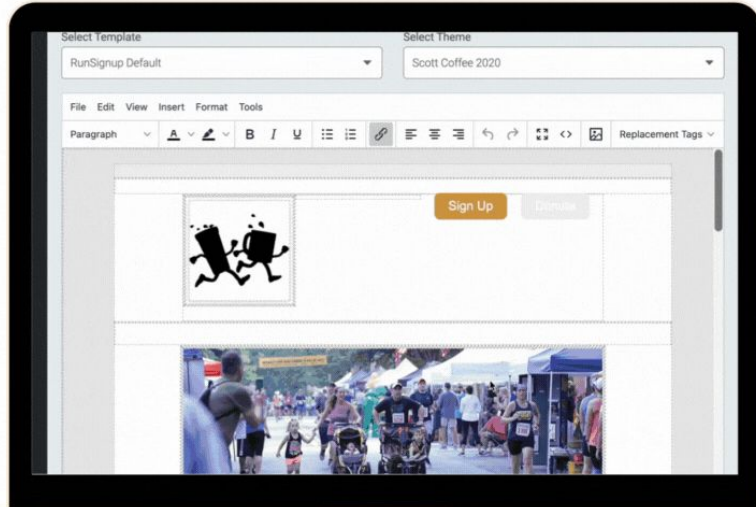 Select Template
Select Theme
RunSignup Default
Scott Coffee 2020
File Edit View Insert Format Tools
Paragraph
A
B I U
Replacement Tags
Sign Up
Donate